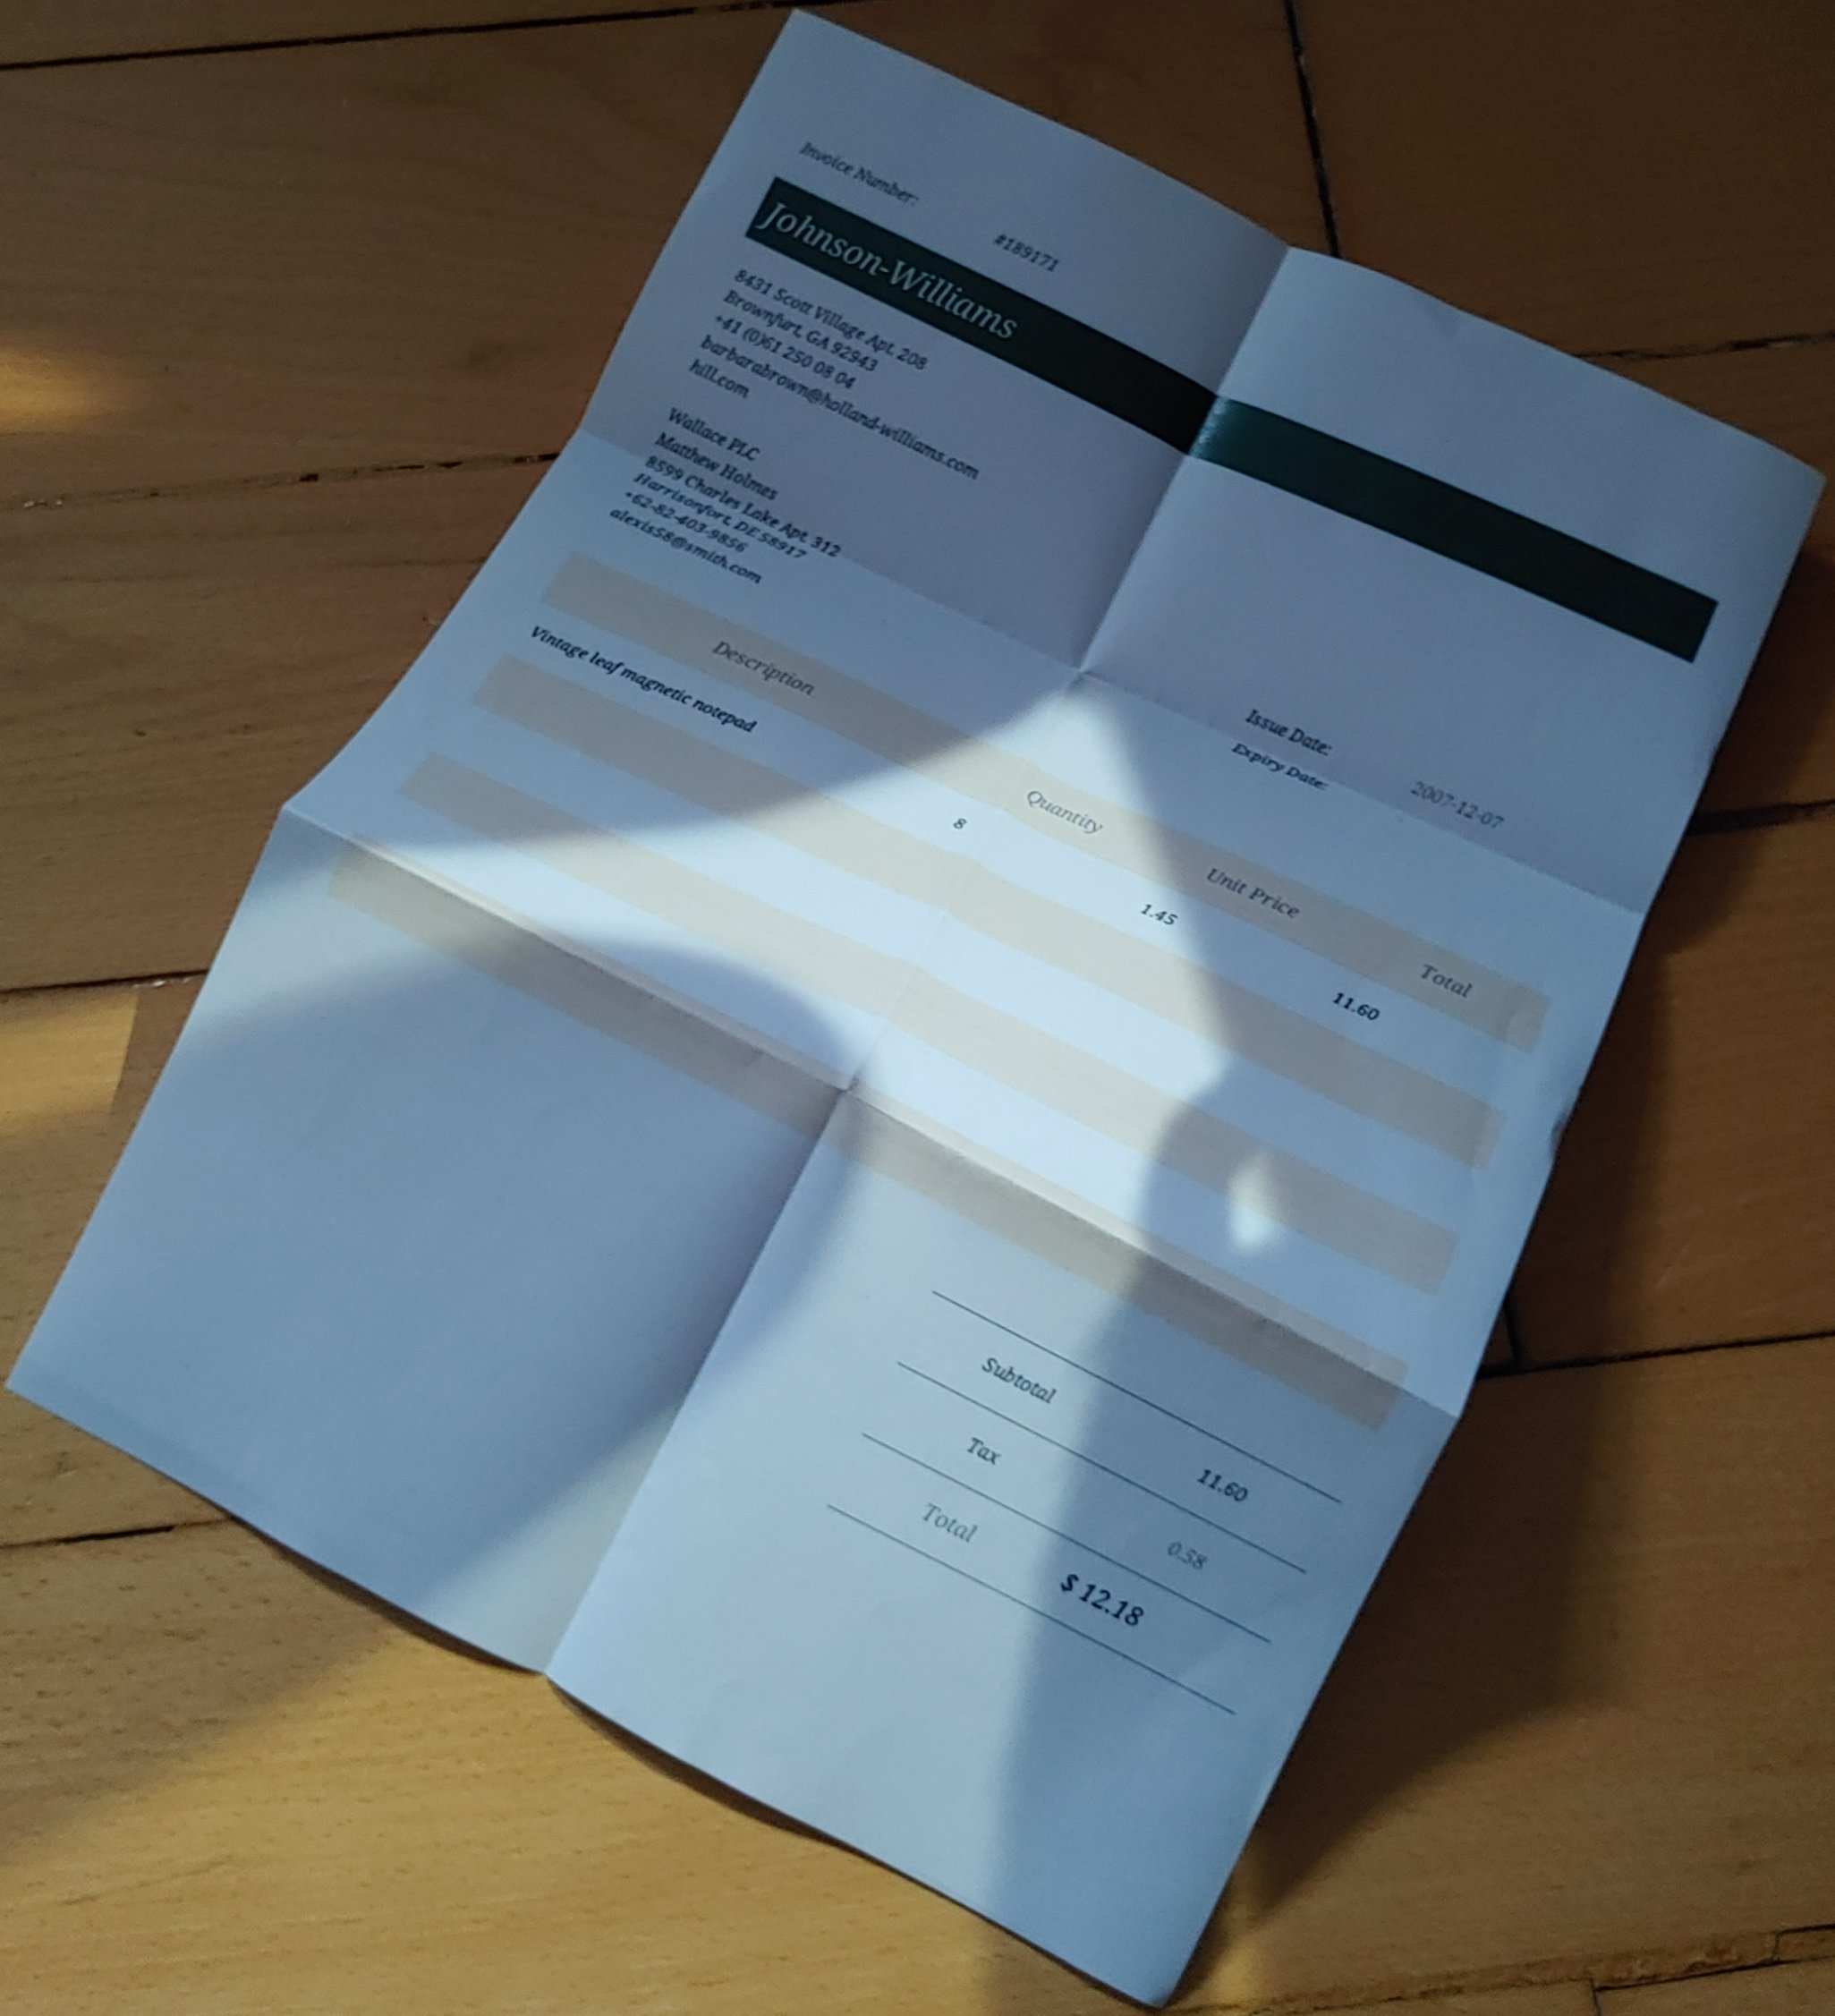 Invoice Number:
#189171
Johnson-Williams
8431 Scott Village Apt. 208
Brownfurt, GA 92943
+41 (0)61 250 08 04
barbarabrown@holland-williams.com
hill.com
Wallace PLC
Matthew Holmes
8599 Charles Lake Apt. 312
Harrisonfort, DE 58917
+62-82-403-9856
alexis58@smith.com
Issue Date:
2007-12-07
Expiry Date:
Description Quantity Unit Price Total
Vintage leaf magnetic notepad 8 1.45 11.60
Subtotal 11.60
Tax 0.58
Total $ 12.18